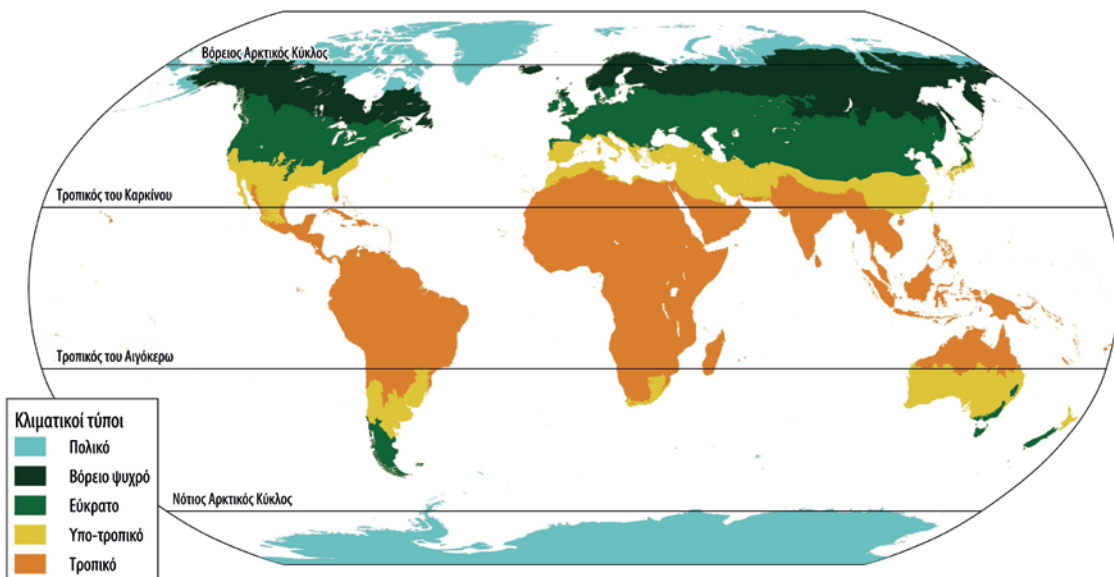 Βόρειος Αρκτικός Κύκλος
Τροπικός του Καρκίνου
Τροπικός του Αιγόκερω
Νότιος Αρκτικός Κύκλος
Κλιματικοί τύποι
Πολικό
Βόρειο ψυχρό
Εύκρατο
Υπο-τροπικό
Τροπικό